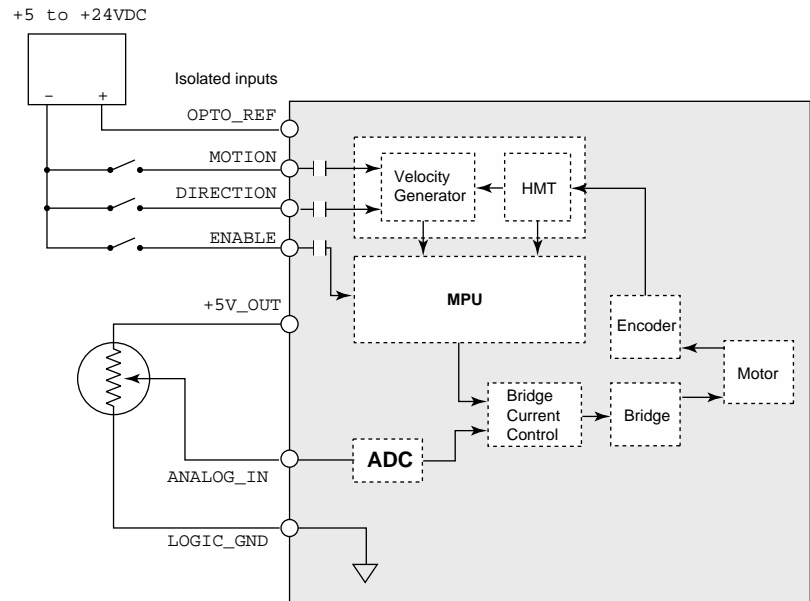 +5 to +24VDC
− +
Isolated inputs
OPTO_REF
MOTION
DIRECTION
ENABLE
+5V_OUT
ANALOG_IN
LOGIC_GND
Velocity
Generator
HMT
MPU
Encoder
Motor
Bridge
Current
Control
Bridge
ADC